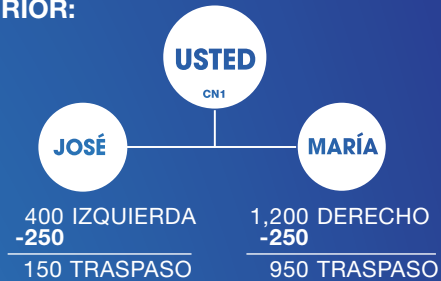 RIOR:
USTED
CN1
JOSÉ
MARÍA
400 IZQUIERDA
-250
150 TRASPASO
1,200 DERECHO
-250
950 TRASPASO